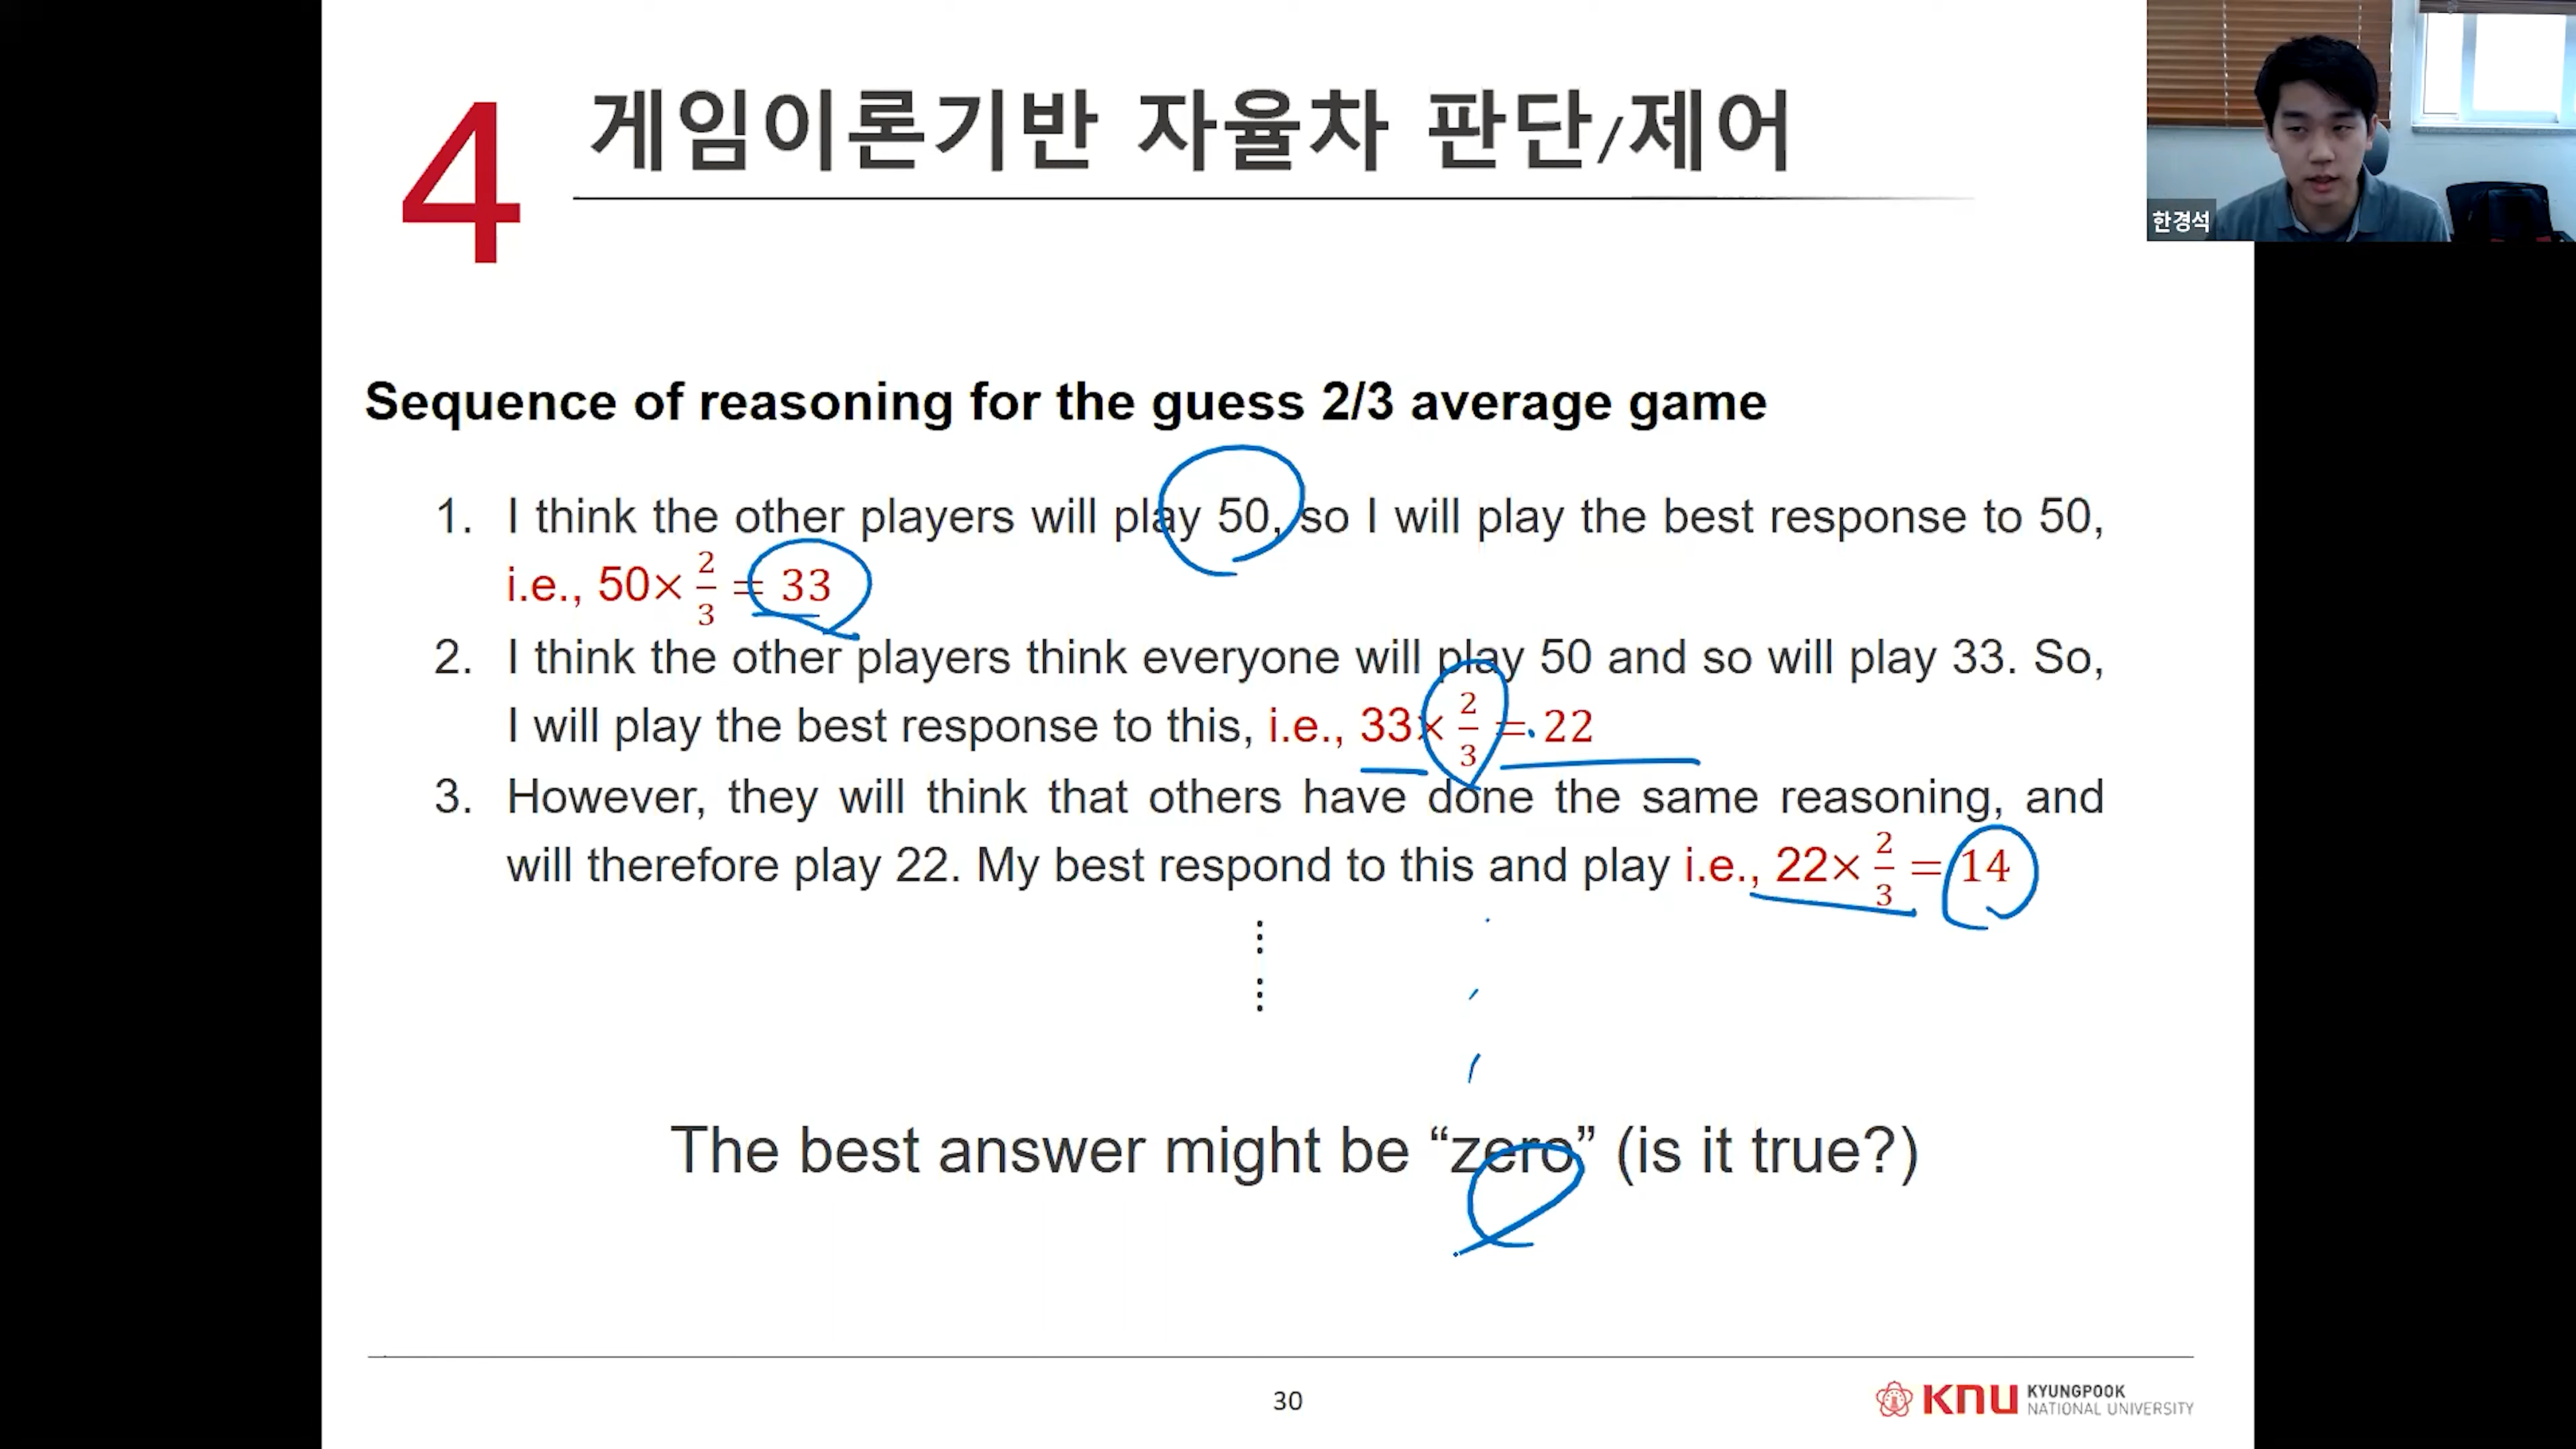 4 게임이론기반 자율차 판단/제어
한경석
Sequence of reasoning for the guess 2/3 average game
1. I think the other players will play 50, so I will play the best response to 50,
i.e., 50× 2/3 = 33
2. I think the other players think everyone will play 50 and so will play 33. So,
I will play the best response to this, i.e., 33× 2/3 = 22
3. However, they will think that others have done the same reasoning, and
will therefore play 22. My best respond to this and play i.e., 22× 2/3 = 14
⋮
⋮
The best answer might be “zero” (is it true?)
30
KNU KYUNGPOOK
NATIONAL UNIVERSITY